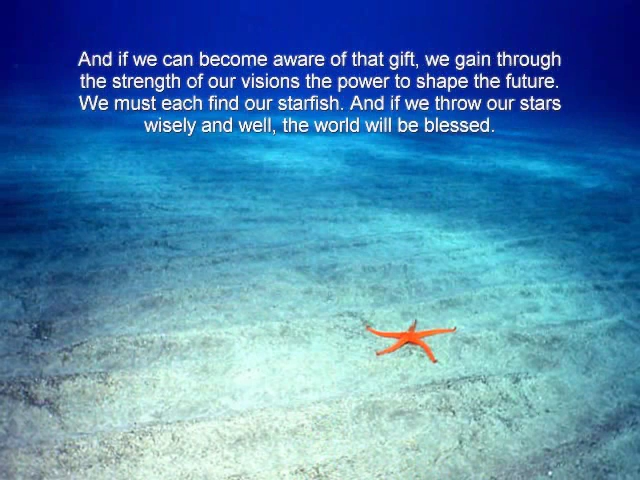 And if we can become aware of that gift, we gain through
the strength of our visions the power to shape the future.
We must each find our starfish. And if we throw our stars
wisely and well, the world will be blessed.